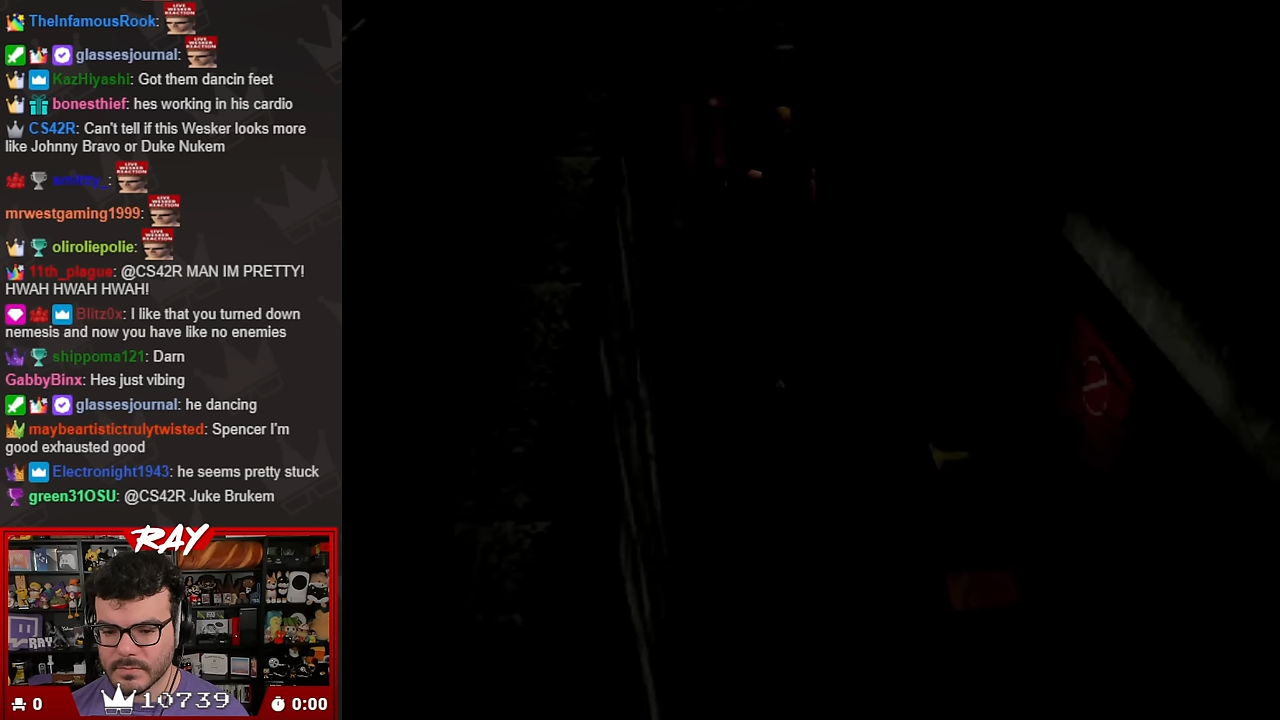 TheInfamousRook:
glassesjournal:
KazHIyashi: Got them dancin feet
bonesthief: hes working in his cardio
CS42R: Can't tell if this Wesker looks more
like Johnny Bravo or Duke Nukem
mrwestgaming1999:
oliroliepolie:
11th_plague: @CS42R MAN IM PRETTY!
HWAH HWAH HWAH!
Blitz0x: I like that you turned down
nemesis and now you have like no enemies
shippoma121: Darn
GabbyBinx: Hes just vibing
glassesjournal: he dancing
maybeartistictrulytwisted: Spencer I'm
good exhausted good
Electronight1943: he seems pretty stuck
green31OSU: @CS42R Juke Brukem
RAY
RAY
0
10739
0:00